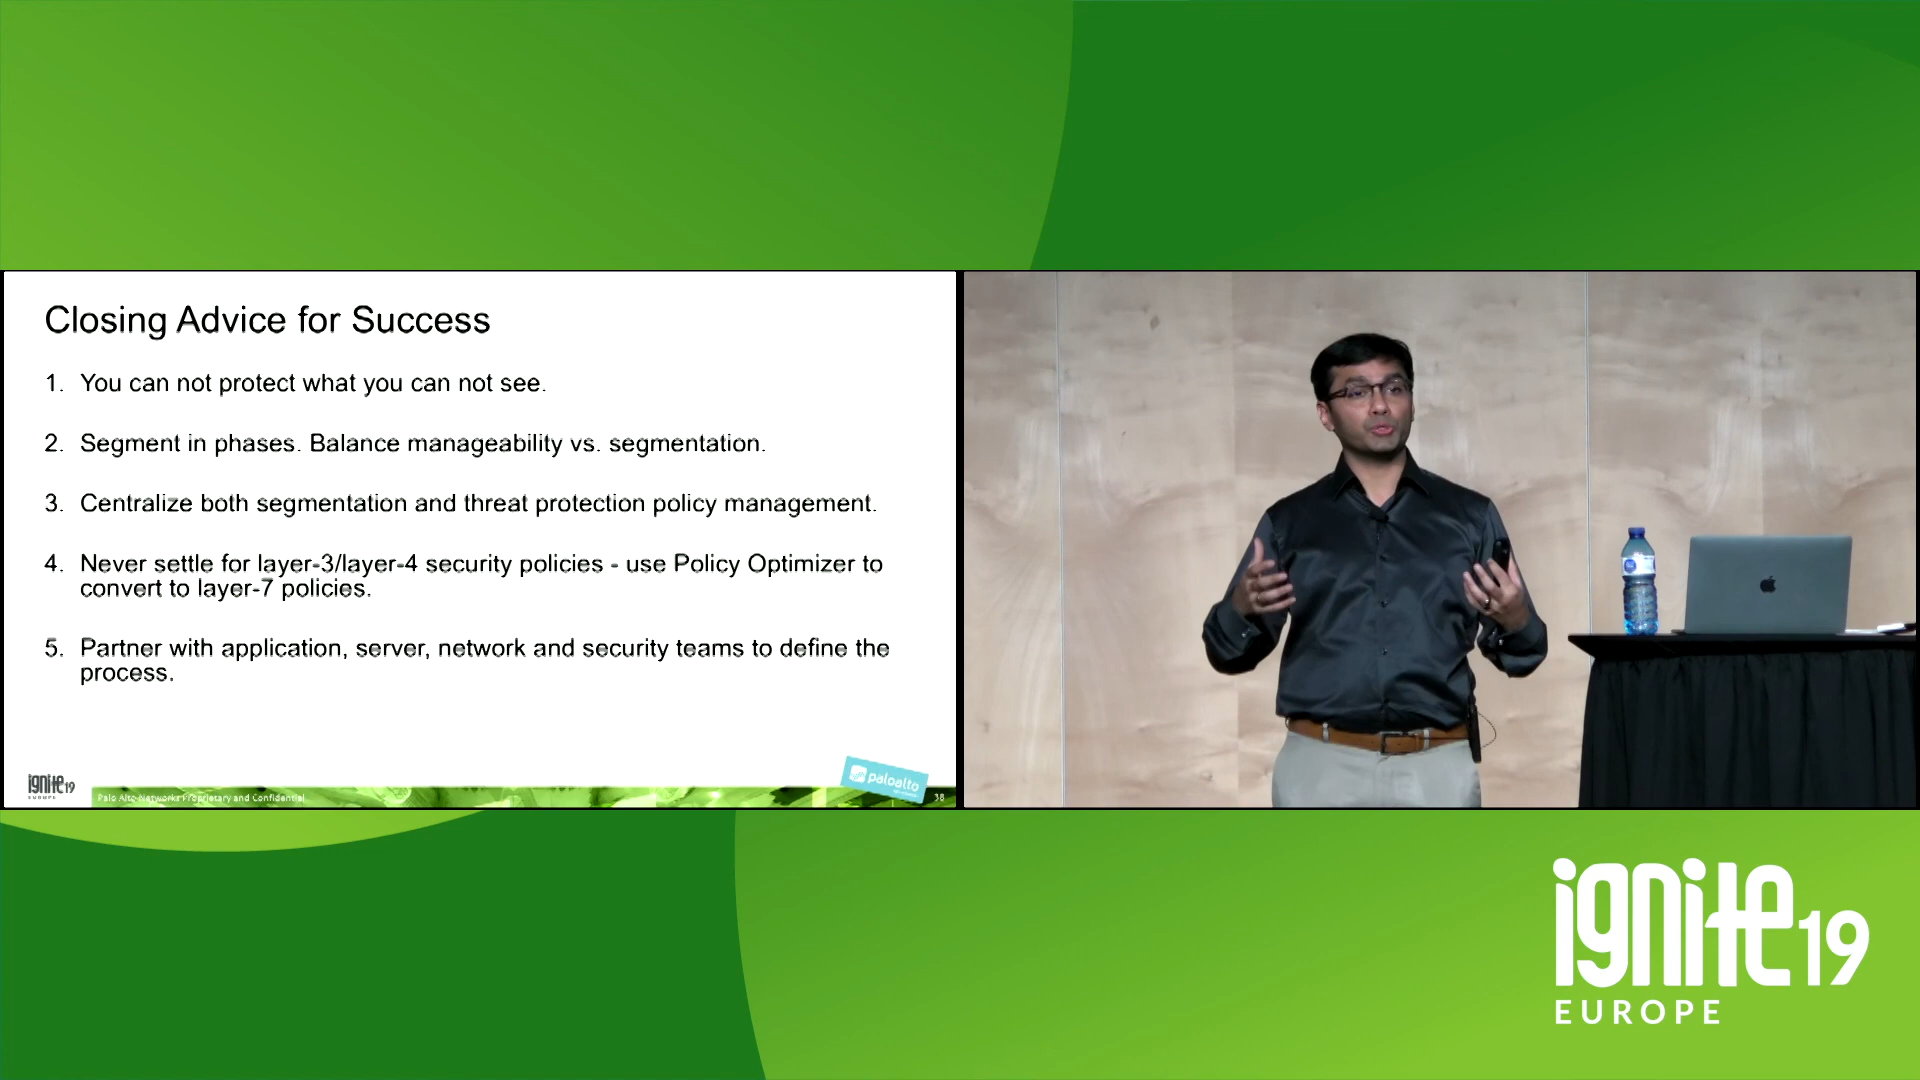 Closing Advice for Success
1. You can not protect what you can not see.
2. Segment in phases. Balance manageability vs. segmentation.
3. Centralize both segmentation and threat protection policy management.
4. Never settle for layer-3/layer-4 security policies - use Policy Optimizer to
convert to layer-7 policies.
5. Partner with application, server, network and security teams to define the
process.
ignite19
EUROPE
Palo Alto Networks Proprietary and Confidential
paloalto
38
ignite19
EUROPE